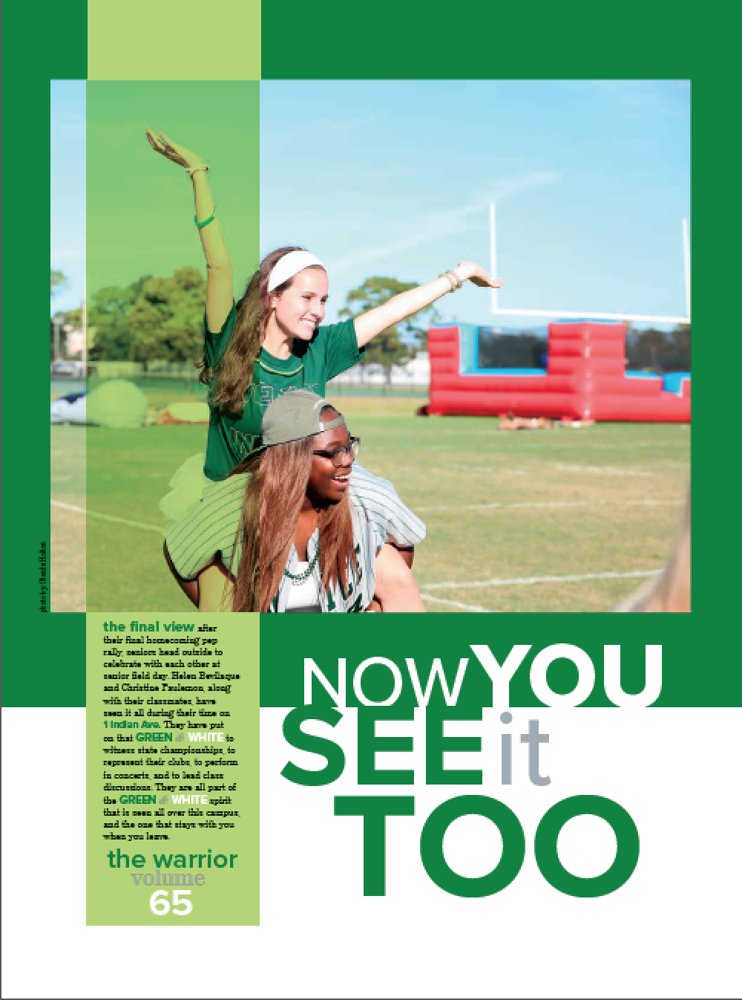 photo by
the final view after
their final homecoming pep
rally, seniors head outside to
celebrate with each other at
senior field day. Helen Bevilaque
and Christine Paulemon, along
with their classmates, have
seen it all during their time on
1 Indian Ave. They have put
on that GREEN & WHITE to
witness state championships, to
represent their clubs, to perform
in concerts, and to lead class
discussions. They are all part of
the GREEN & WHITE spirit
that is seen all over this campus,
and the one that stays with you
when you leave.
the warrior
volume
65
NOW YOU
SEE it
TOO